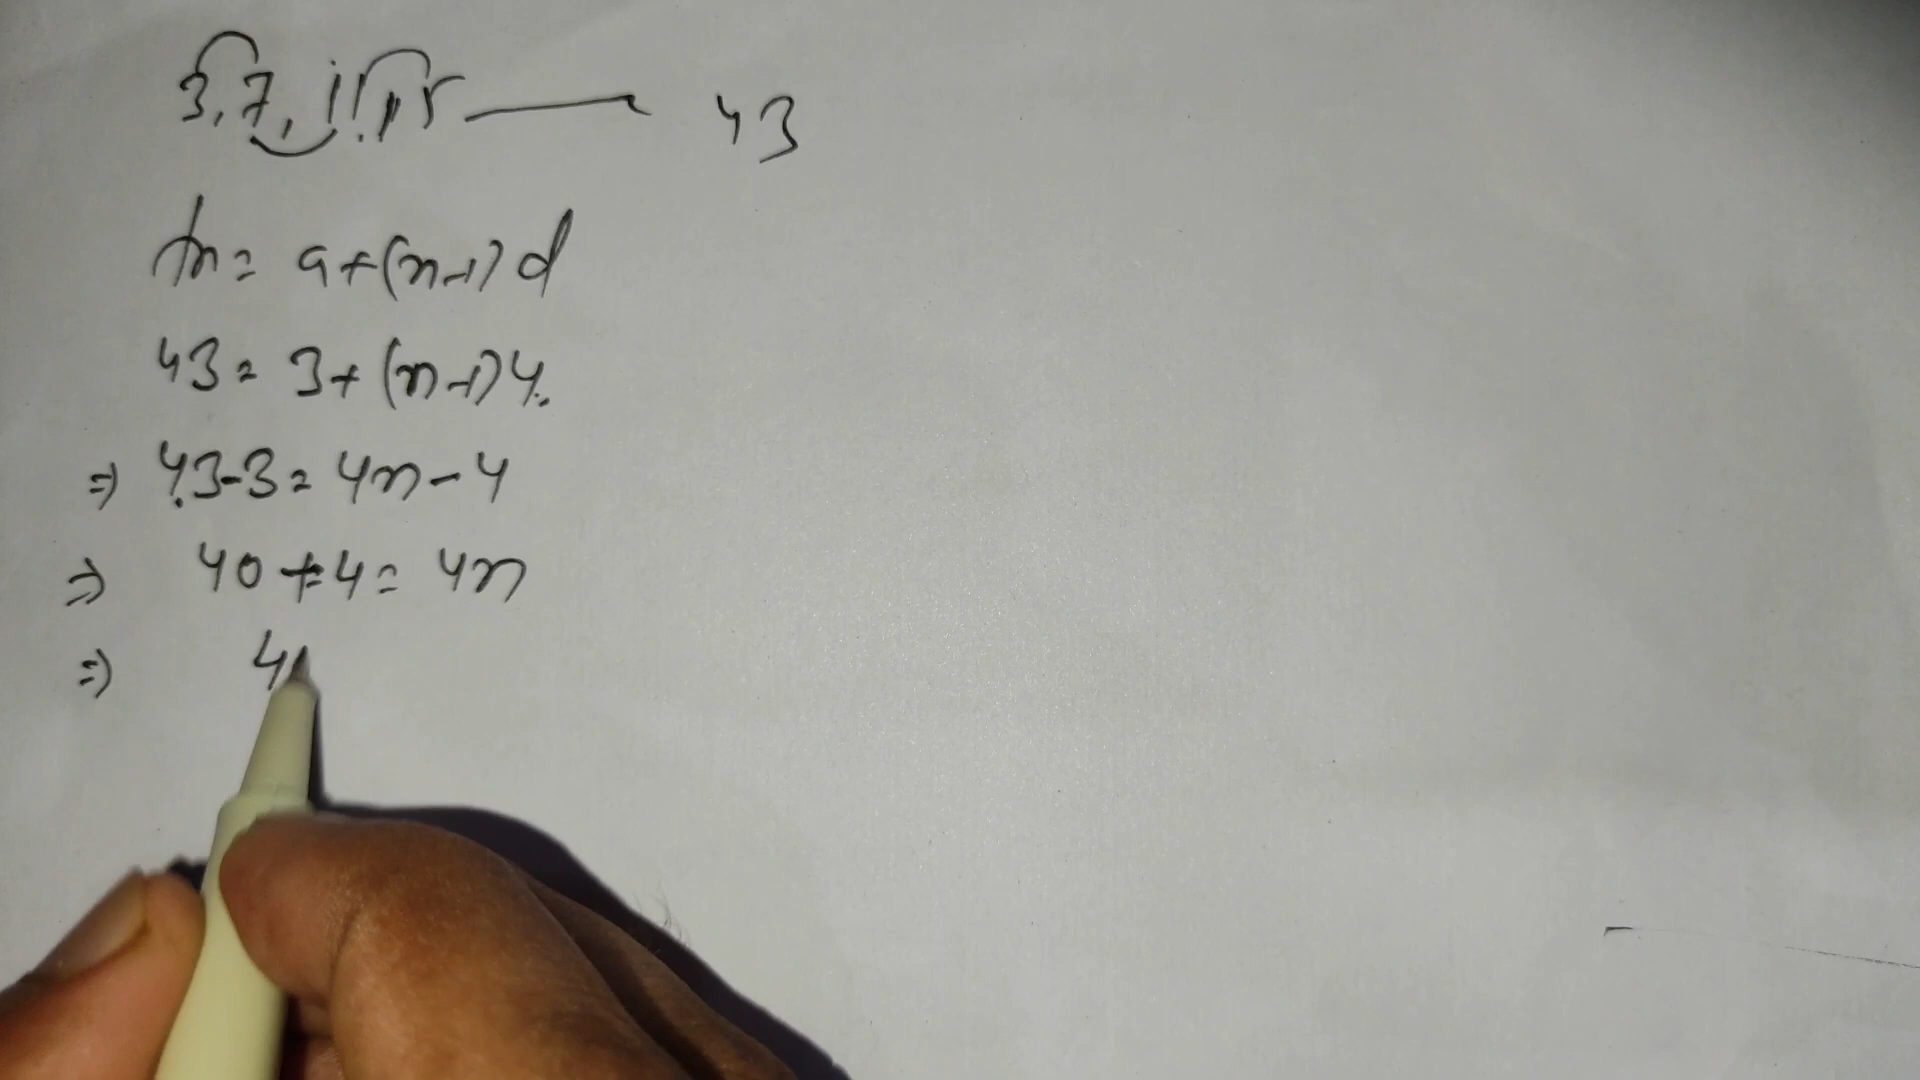 3, 7, 11, 15 —— 43
tn = a + (n-1) d
43 = 3 + (n-1) 4.
⇒ 43 - 3 = 4n - 4
⇒ 40 + 4 = 4n
⇒ 4